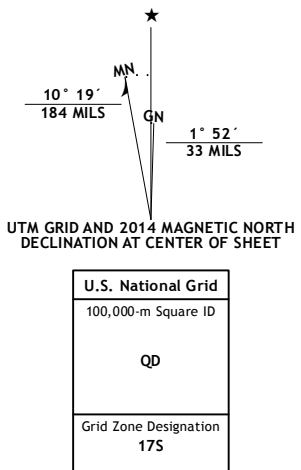 ★
MN
GN
10° 19´
184 MILS
1° 52´
33 MILS
UTM GRID AND 2014 MAGNETIC NORTH
DECLINATION AT CENTER OF SHEET
U.S. National Grid
100,000-m Square ID
QD
Grid Zone Designation
17S